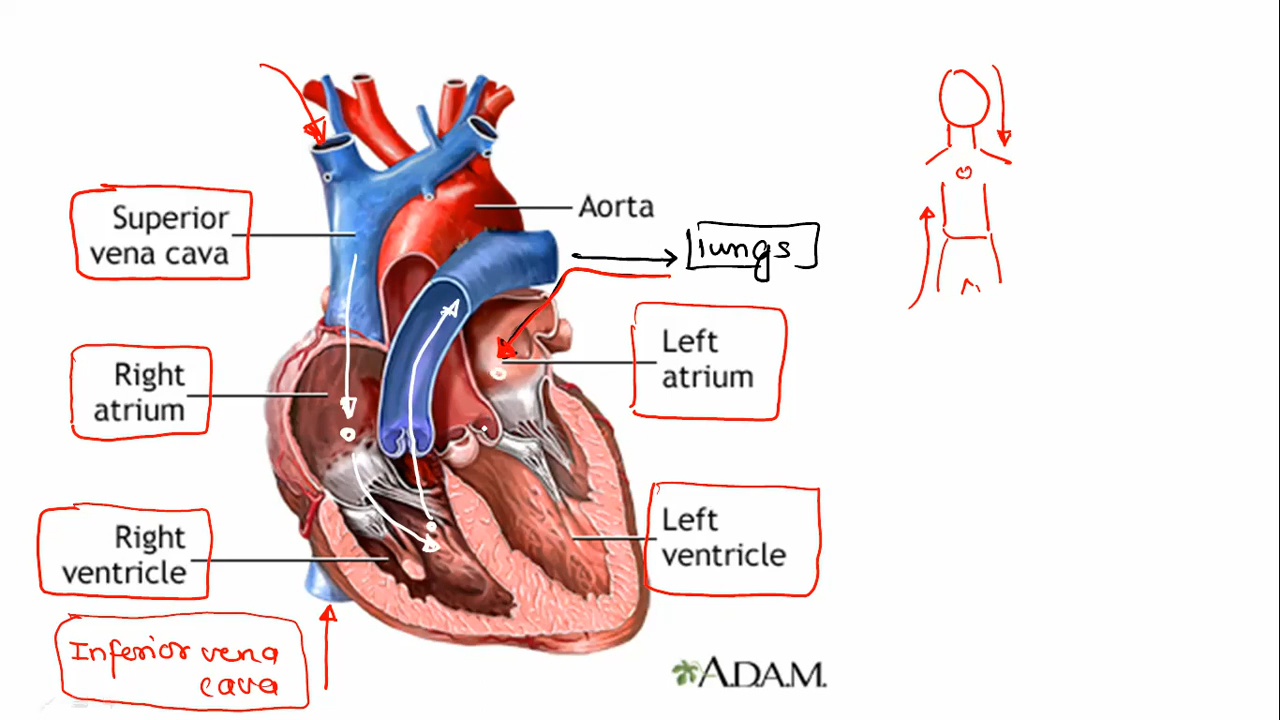 Superior
vena cava
Aorta
lungs
Left
atrium
Right
atrium
Left
ventricle
Right
ventricle
Inferior vena
cava
A.D.A.M.